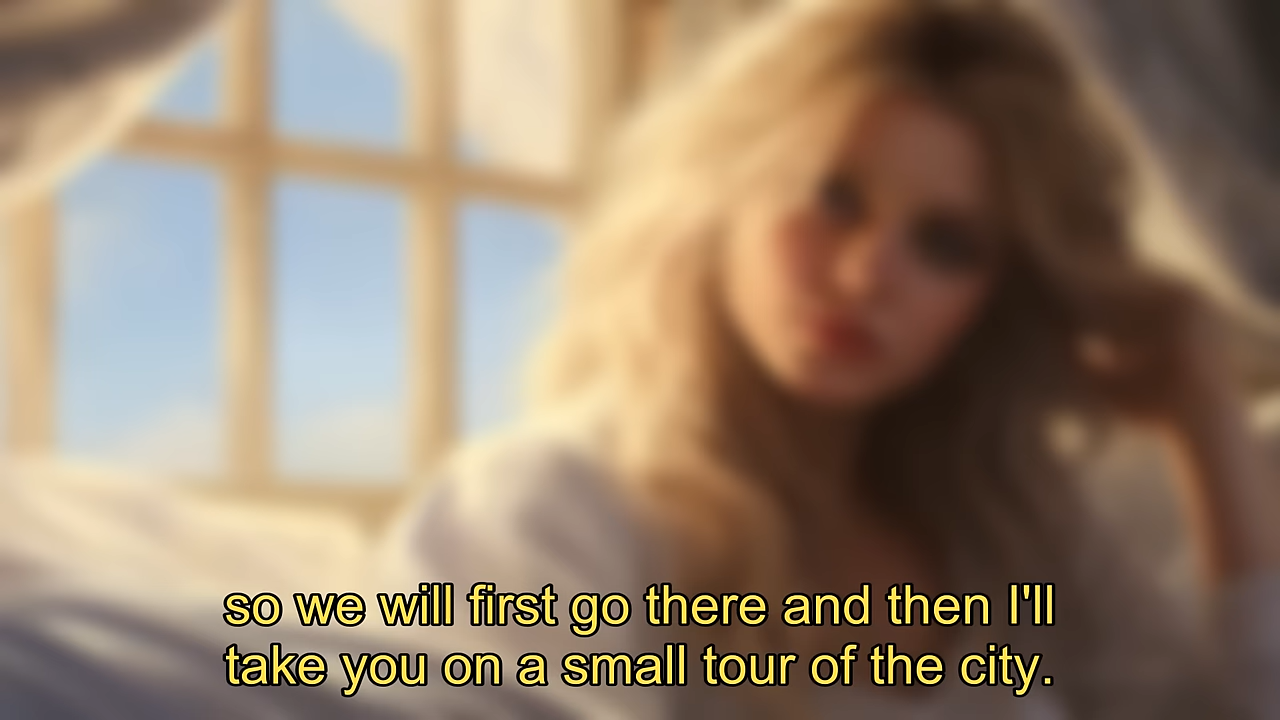 so we will first go there and then I'll
take you on a small tour of the city.